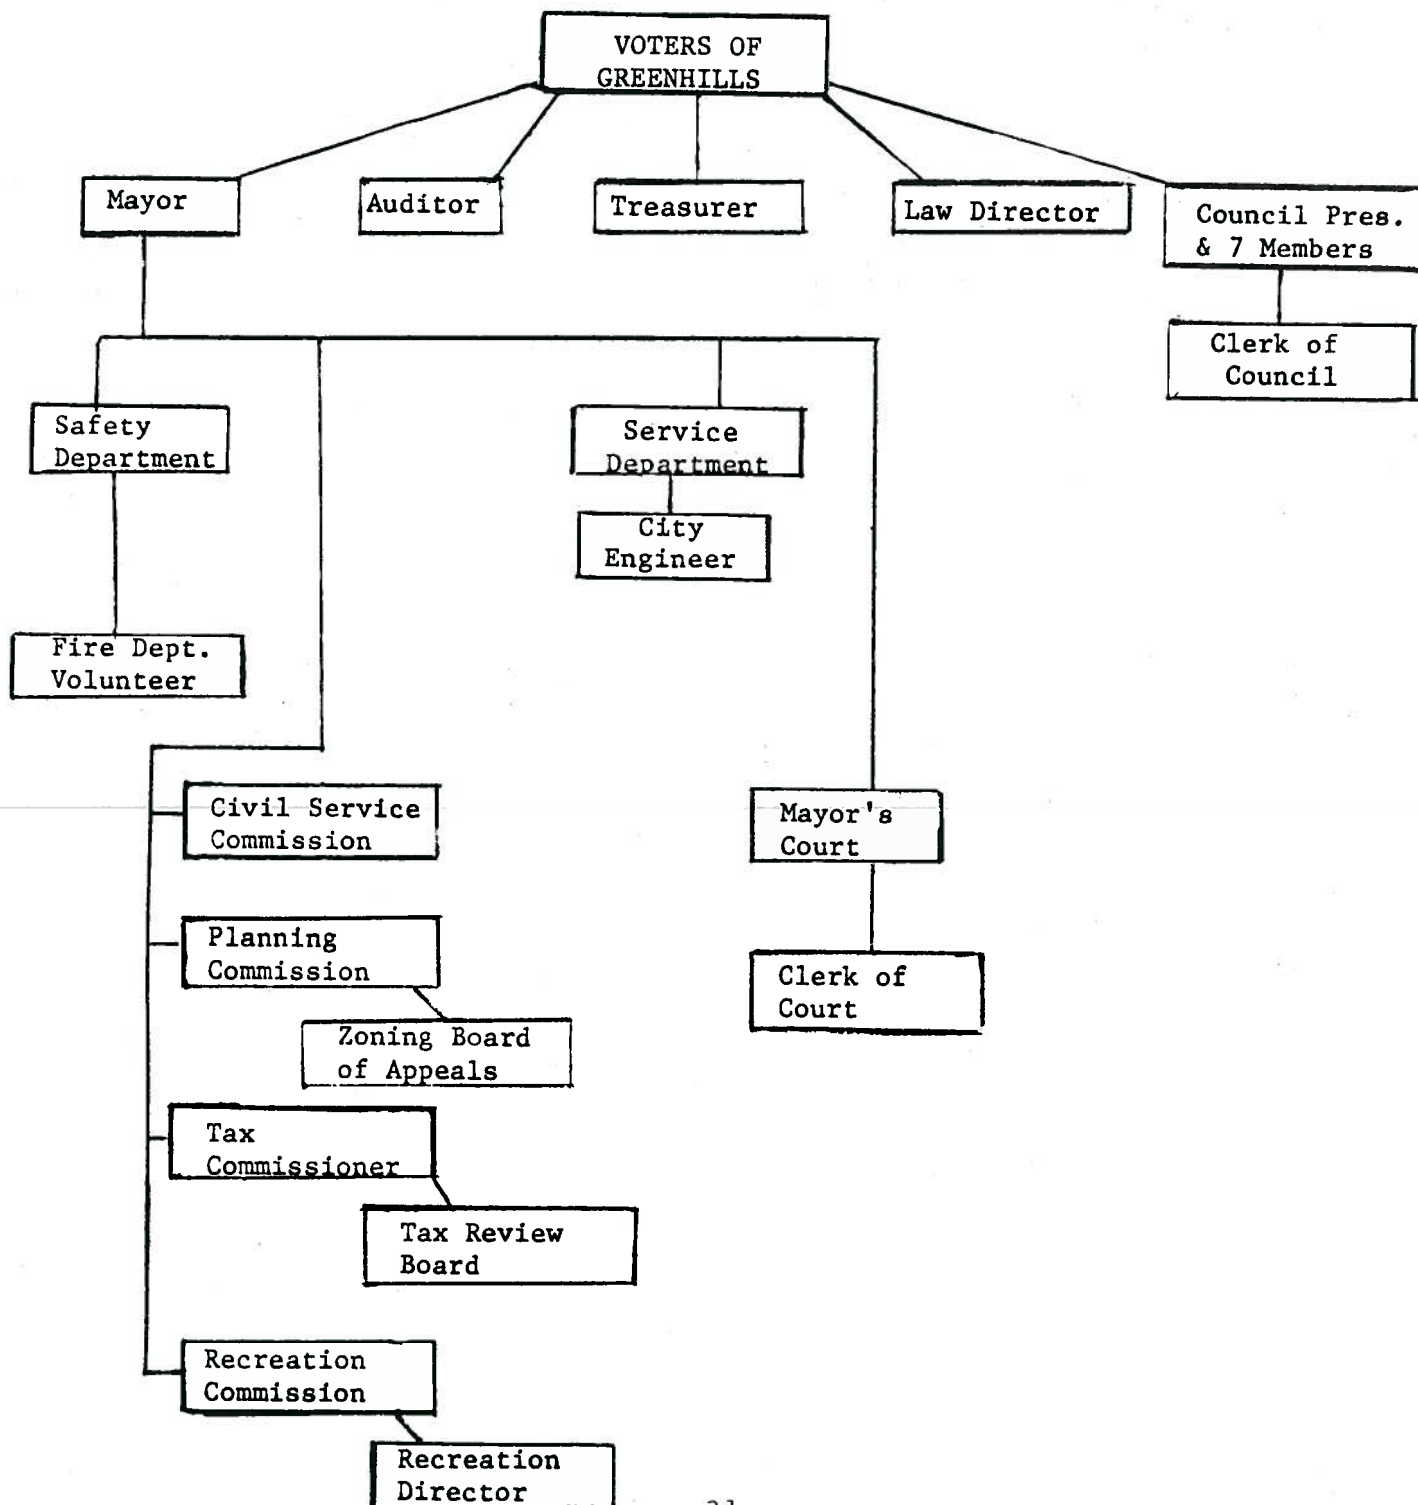 VOTERS OF
GREENHILLS
Mayor
Auditor
Treasurer
Law Director
Council Pres.
& 7 Members
Clerk of
Council
Safety
Department
Service
Department
City
Engineer
Fire Dept.
Volunteer
Civil Service
Commission
Mayor's
Court
Planning
Commission
Clerk of
Court
Zoning Board
of Appeals
Tax
Commissioner
Tax Review
Board
Recreation
Commission
Recreation
Director